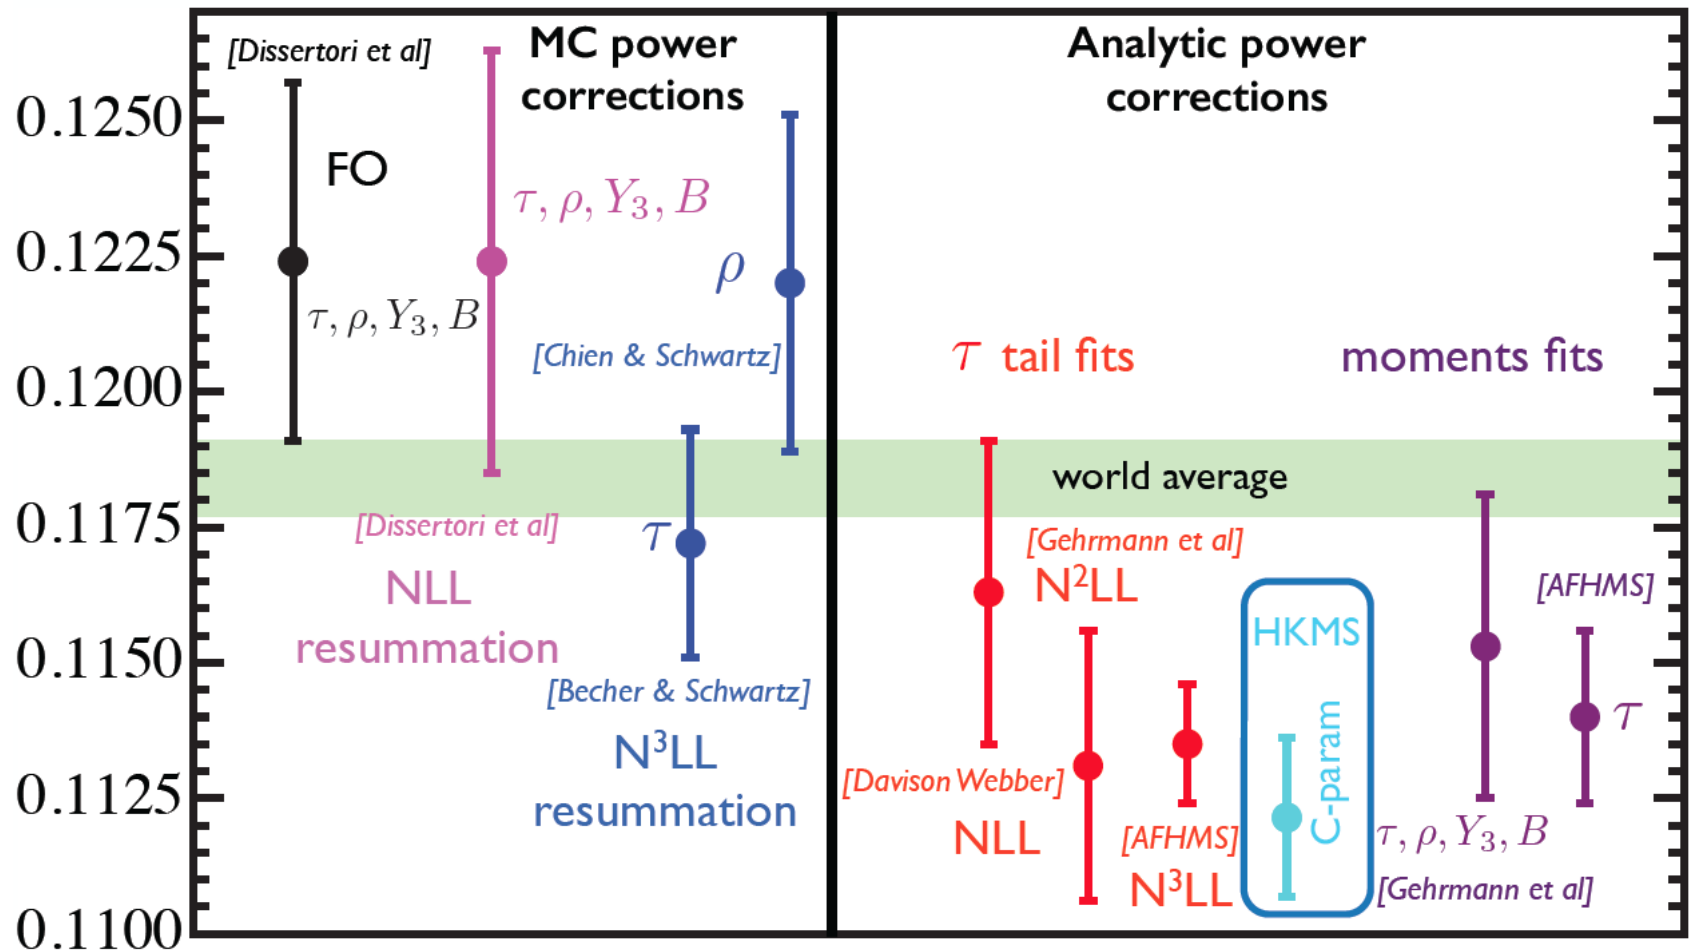 0.1250
0.1225
0.1200
0.1175
0.1150
0.1125
0.1100
[Dissertori et al]
FO
τ, ρ, Y₃, B
MC power
corrections
τ, ρ, Y₃, B
[Dissertori et al]
NLL
resummation
ρ
[Chien & Schwartz]
τ
[Becher & Schwartz]
N³LL
resummation
Analytic power
corrections
τ tail fits
moments fits
world average
[Gehrmann et al]
N²LL
[Davison Webber]
NLL
[AFHMS]
N³LL
HKMS
C-param
τ, ρ, Y₃, B
[Gehrmann et al]
[AFHMS]
τ